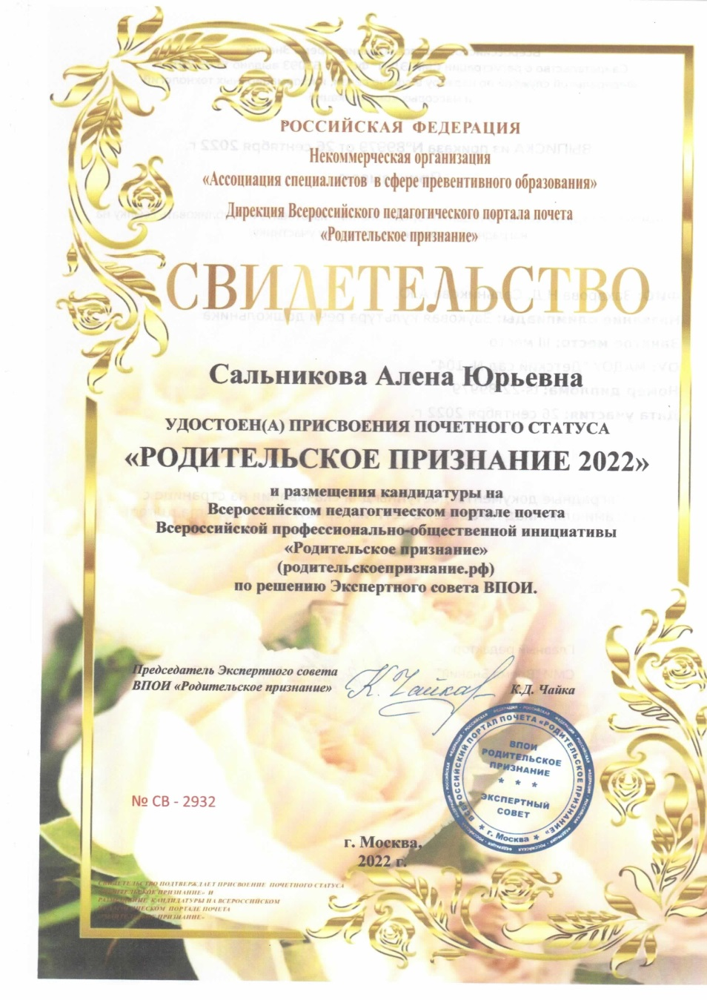 РОССИЙСКАЯ ФЕДЕРАЦИЯ
Некоммерческая организация
«Ассоциация специалистов в сфере превентивного образования»
Дирекция Всероссийского педагогического портала почета
«Родительское признание»
СВИДЕТЕЛЬСТВО
Сальникова Алена Юрьевна
УДОСТОЕН(А) ПРИСВОЕНИЯ ПОЧЕТНОГО СТАТУСА
«РОДИТЕЛЬСКОЕ ПРИЗНАНИЕ 2022»
и размещения кандидатуры на
Всероссийском педагогическом портале почета
Всероссийской профессионально-общественной инициативы
«Родительское признание»
(родительскоепризнание.рф)
по решению Экспертного совета ВПОИ.
Председатель Экспертного совета
ВПОИ «Родительское признание»
К. Чайка
К.Д. Чайка
ВСЕРОССИЙСКИЙ ПОРТАЛ ПОЧЕТА «РОДИТЕЛЬСКОЕ ПРИЗНАНИЕ»
ВПОИ
РОДИТЕЛЬСКОЕ
ПРИЗНАНИЕ
* * *
ЭКСПЕРТНЫЙ
СОВЕТ
* г. Москва *
№ СВ - 2932
г. Москва,
2022 г.
СВИДЕТЕЛЬСТВО ПОДТВЕРЖДАЕТ ПРИСВОЕНИЕ ПОЧЕТНОГО СТАТУСА
«РОДИТЕЛЬСКОЕ ПРИЗНАНИЕ» И
РАЗМЕЩЕНИЕ КАНДИДАТУРЫ НА ВСЕРОССИЙСКОМ
ПЕДАГОГИЧЕСКОМ ПОРТАЛЕ ПОЧЕТА
«РОДИТЕЛЬСКОЕ ПРИЗНАНИЕ»